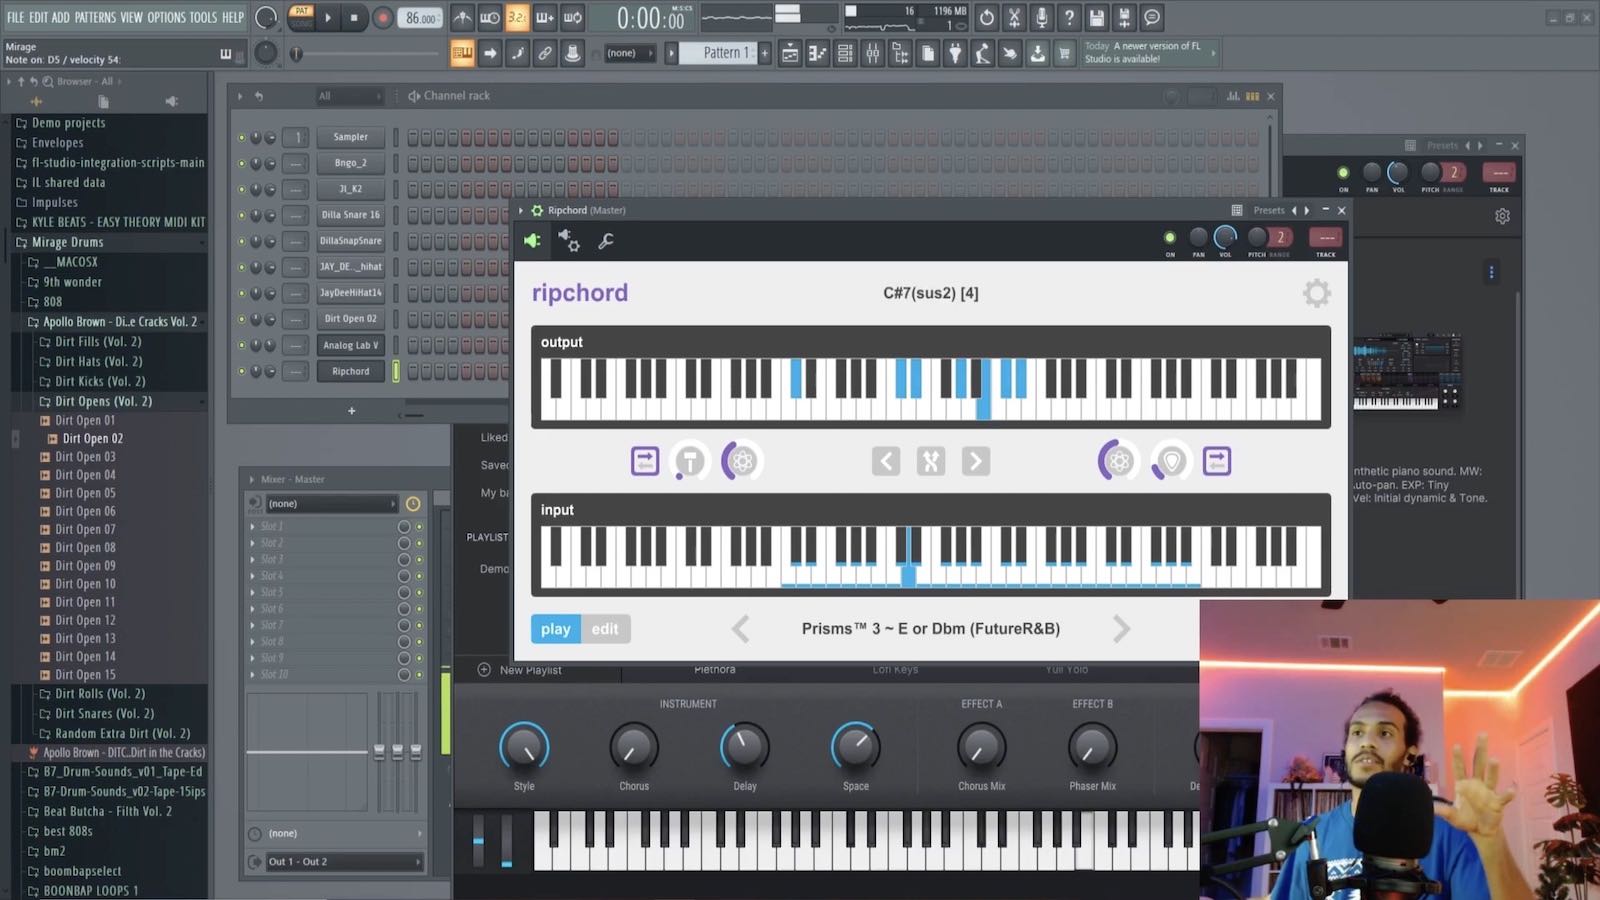 FILE EDIT ADD PATTERNS VIEW OPTIONS TOOLS HELP
PAT
SONG
86.000
3.2.
0:00:00
M:S:CS
16
1196 MB
1
Mirage
Note on: D5 / velocity 54:
(none)
Pattern 1
Today A newer version of FL
Studio is available!
Browser - All
Demo projects
Envelopes
fl-studio-integration-scripts-main
IL shared data
Impulses
KYLE BEATS - EASY THEORY MIDI KIT
Mirage Drums
__MACOSX
9th wonder
808
Apollo Brown - Di..e Cracks Vol. 2
Dirt Fills (Vol. 2)
Dirt Hats (Vol. 2)
Dirt Kicks (Vol. 2)
Dirt Opens (Vol. 2)
Dirt Open 01
Dirt Open 02
Dirt Open 03
Dirt Open 04
Dirt Open 05
Dirt Open 06
Dirt Open 07
Dirt Open 08
Dirt Open 09
Dirt Open 10
Dirt Open 11
Dirt Open 12
Dirt Open 13
Dirt Open 14
Dirt Open 15
Dirt Rolls (Vol. 2)
Dirt Snares (Vol. 2)
Random Extra Dirt (Vol. 2)
Apollo Brown - DITC..Dirt in the Cracks)
B7_Drum-Sounds_v01_Tape-Ed
B7-Drum-Sounds_v02-Tape-15ips
Beat Butcha - Filth Vol. 2
best 808s
bm2
boombapselect
BOONBAP LOOPS 1
All
Channel rack
1
Sampler
Bngo_2
JI_K2
Dilla Snare 16
DillaSnapSnare
JAY_DE.._hihat
JayDeeHiHat14
Dirt Open 02
Analog Lab V
Ripchord
+
Mixer - Master
(none)
Slot 1
Slot 2
Slot 3
Slot 4
Slot 5
Slot 6
Slot 7
Slot 8
Slot 9
Slot 10
(none)
Out 1 - Out 2
Presets
2
ON PAN VOL PITCH RANGE TRACK
Ripchord (Master)
Presets
2
ON PAN VOL PITCH RANGE TRACK
ripchord
C#7(sus2) [4]
output
input
play edit
Prisms™ 3 ~ E or Dbm (FutureR&B)
Liked
PLAYLIST
Demo
nthetic piano sound. MW:
uto-pan. EXP: Tiny
Vel: Initial dynamic & Tone.
New Playlist
Plethora
Lofi Keys
Yuli Yolo
INSTRUMENT
EFFECT A
EFFECT B
Style
Chorus
Delay
Space
Chorus Mix
Phaser Mix